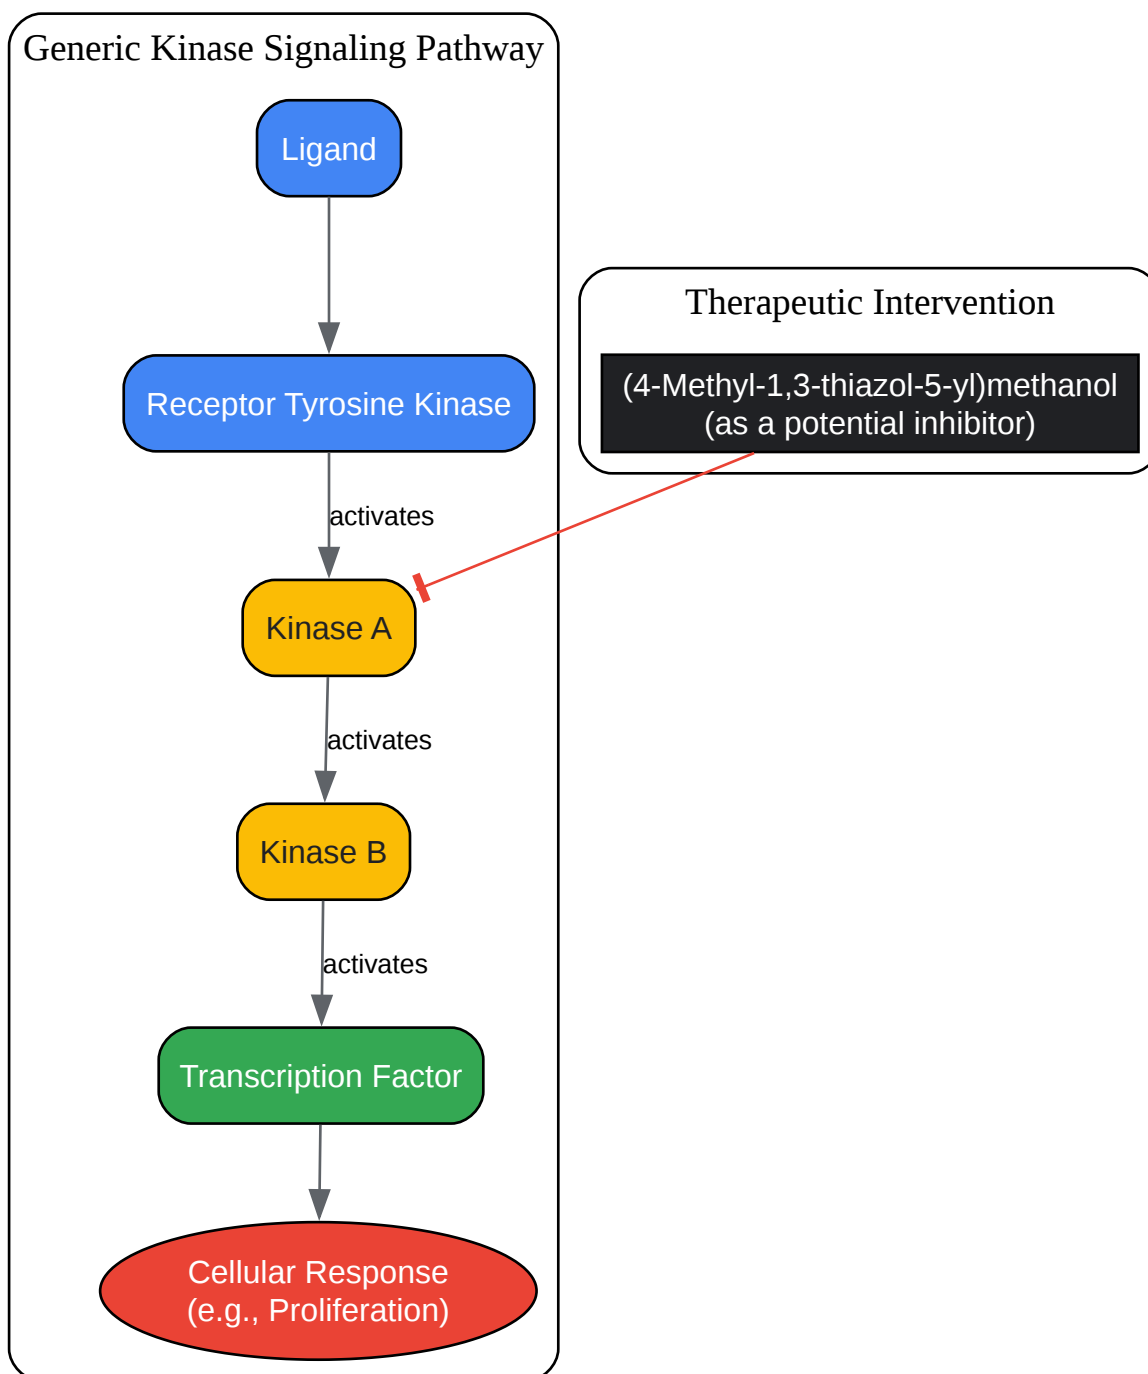 Generic Kinase Signaling Pathway
Ligand
Therapeutic Intervention
Receptor Tyrosine Kinase
(4-Methyl-1,3-thiazol-5-yl)methanol
(as a potential inhibitor)
activates
Kinase A
activates
Kinase B
activates
Transcription Factor
Cellular Response
(e.g., Proliferation)